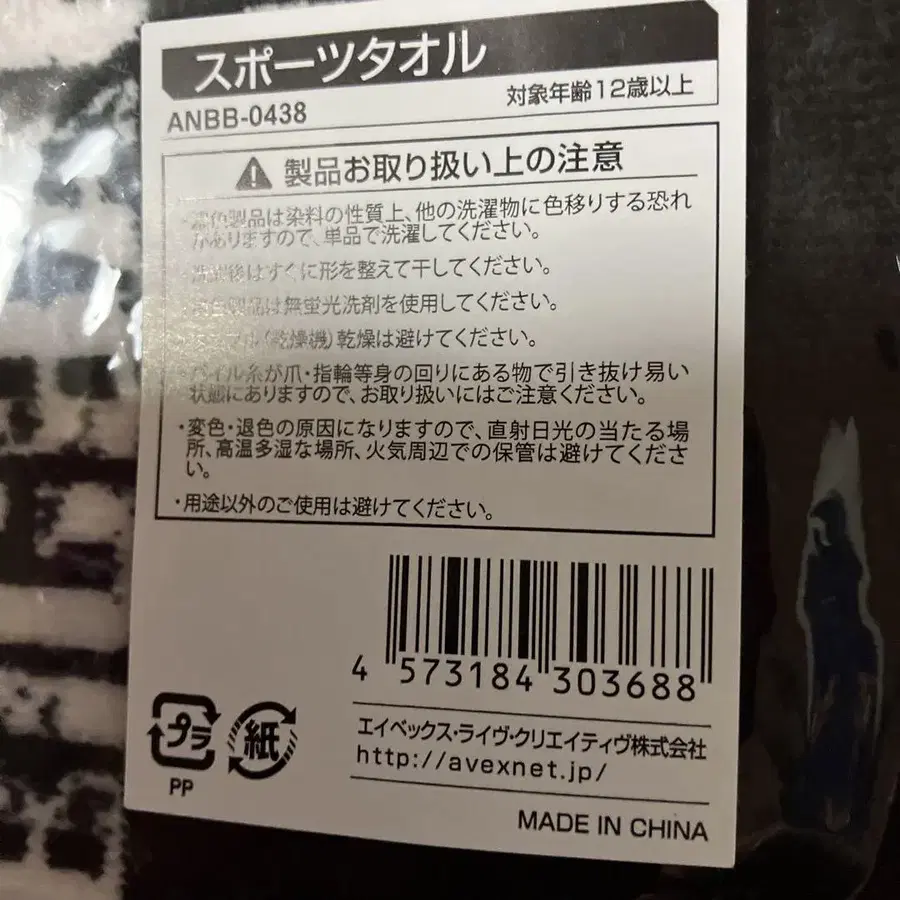 スポーツタオル
ANBB-0438
対象年齢12歳以上
製品お取り扱い上の注意
・濃色製品は染料の性質上、他の洗濯物に色移りする恐れ
がありますので、単品で洗濯してください。
・洗濯後はすぐに形を整えて干してください。
色製品は無蛍光洗剤を使用してください。
(乾燥機)乾燥は避けてください。
・パイル糸が爪・指輪等身の回りにある物で引き抜け易い
状態にありますので、お取り扱いにはご注意ください。
・変色・退色の原因になりますので、直射日光の当たる場
所、高温多湿な場所、火気周辺での保管は避けてくださ
い。
・用途以外のご使用は避けてください。
4 573184 303688
プラ
PP
紙
エイベックス・ライヴ・クリエイティヴ株式会社
http://avexnet.jp/
MADE IN CHINA